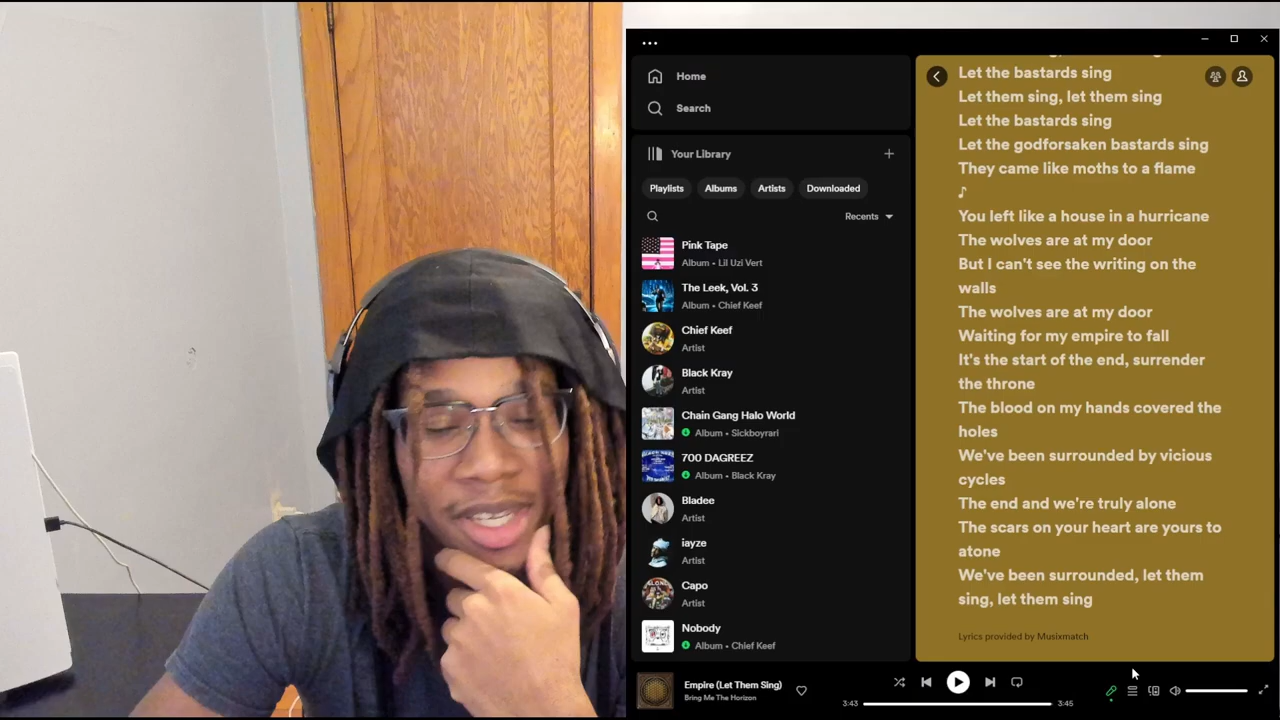 Home
Search
Your Library
Playlists
Albums
Artists
Downloaded
Recents
Pink Tape
Album • Lil Uzi Vert
The Leek, Vol. 3
Album • Chief Keef
Chief Keef
Artist
Black Kray
Artist
Chain Gang Halo World
Album • Sickboyrari
700 DAGREEZ
Album • Black Kray
Bladee
Artist
iayze
Artist
Capo
Artist
Nobody
Album • Chief Keef
Let the bastards sing
Let them sing, let them sing
Let the bastards sing
Let the godforsaken bastards sing
They came like moths to a flame
♪
You left like a house in a hurricane
The wolves are at my door
But I can't see the writing on the
walls
The wolves are at my door
Waiting for my empire to fall
It's the start of the end, surrender
the throne
The blood on my hands covered the
holes
We've been surrounded by vicious
cycles
The end and we're truly alone
The scars on your heart are yours to
atone
We've been surrounded, let them
sing, let them sing
Lyrics provided by Musixmatch
Empire (Let Them Sing)
Bring Me The Horizon
3:43
3:45